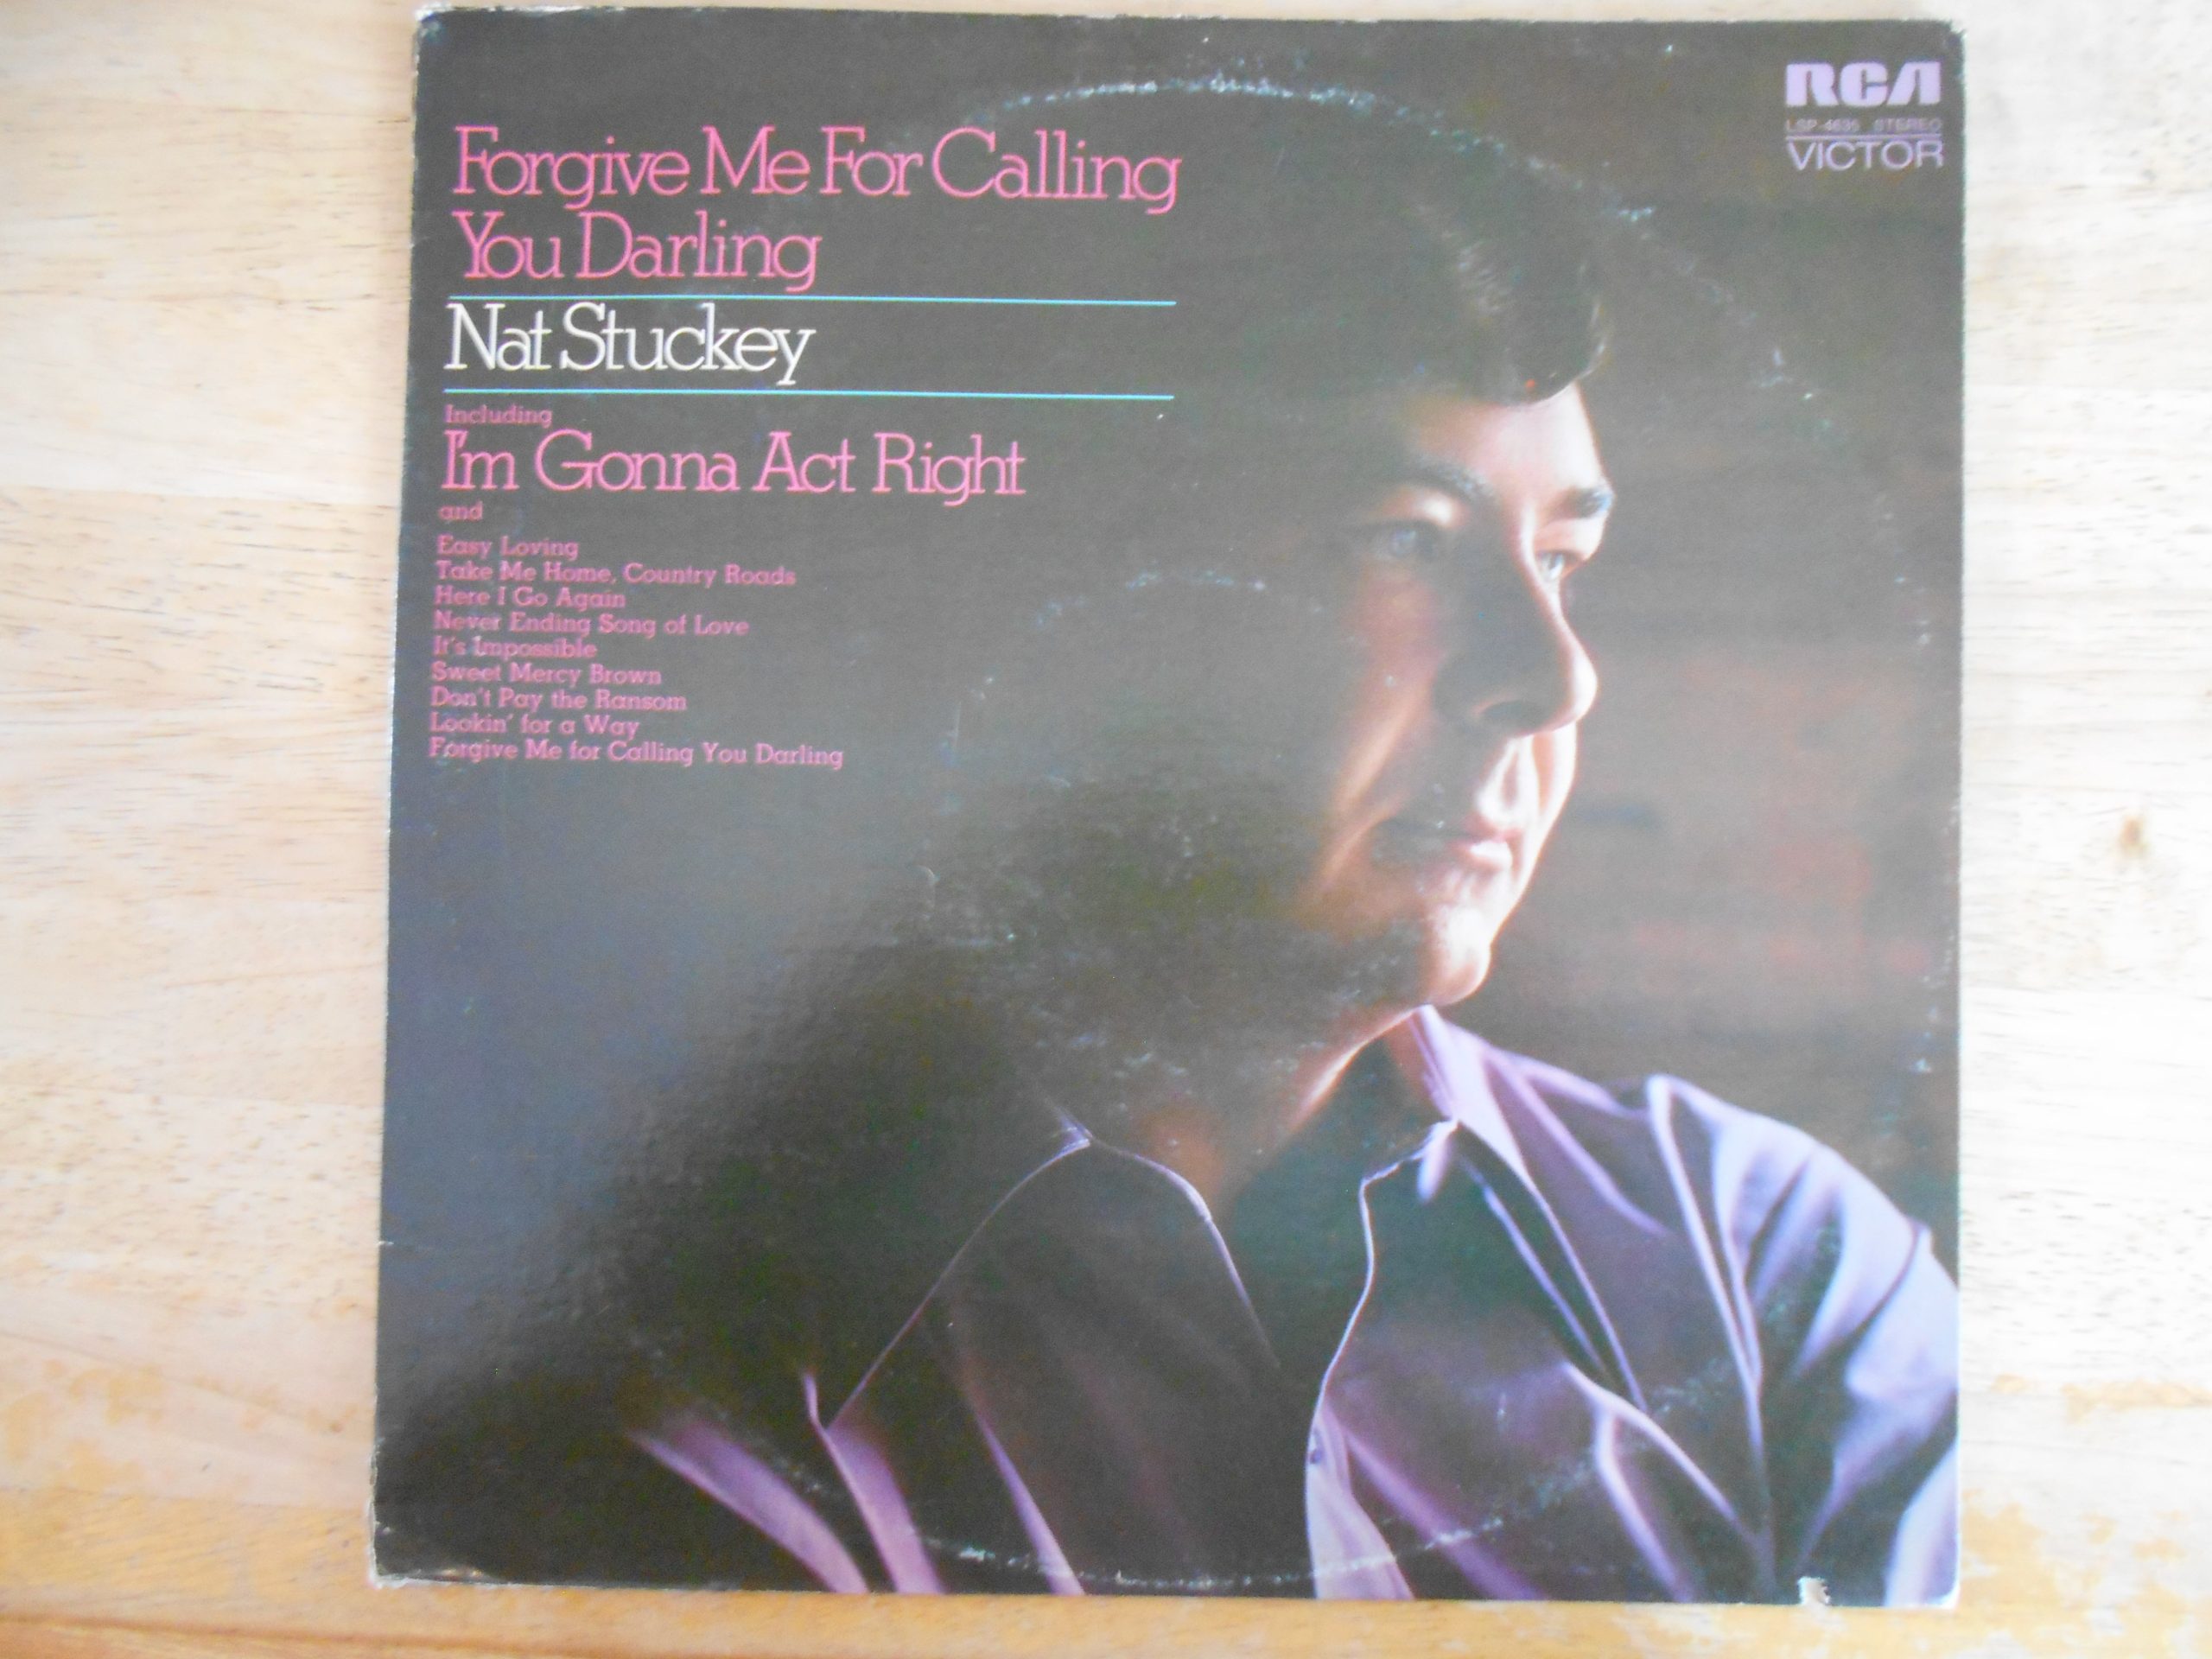 Forgive Me For Calling
You Darling
Nat Stuckey
Including
I'm Gonna Act Right
and
Easy Loving
Take Me Home, Country Roads
Here I Go Again
Never Ending Song of Love
It's Impossible
Sweet Mercy Brown
Don't Pay the Ransom
Lookin' for a Way
Forgive Me for Calling You Darling
RCA
LSP-4635 STEREO
VICTOR